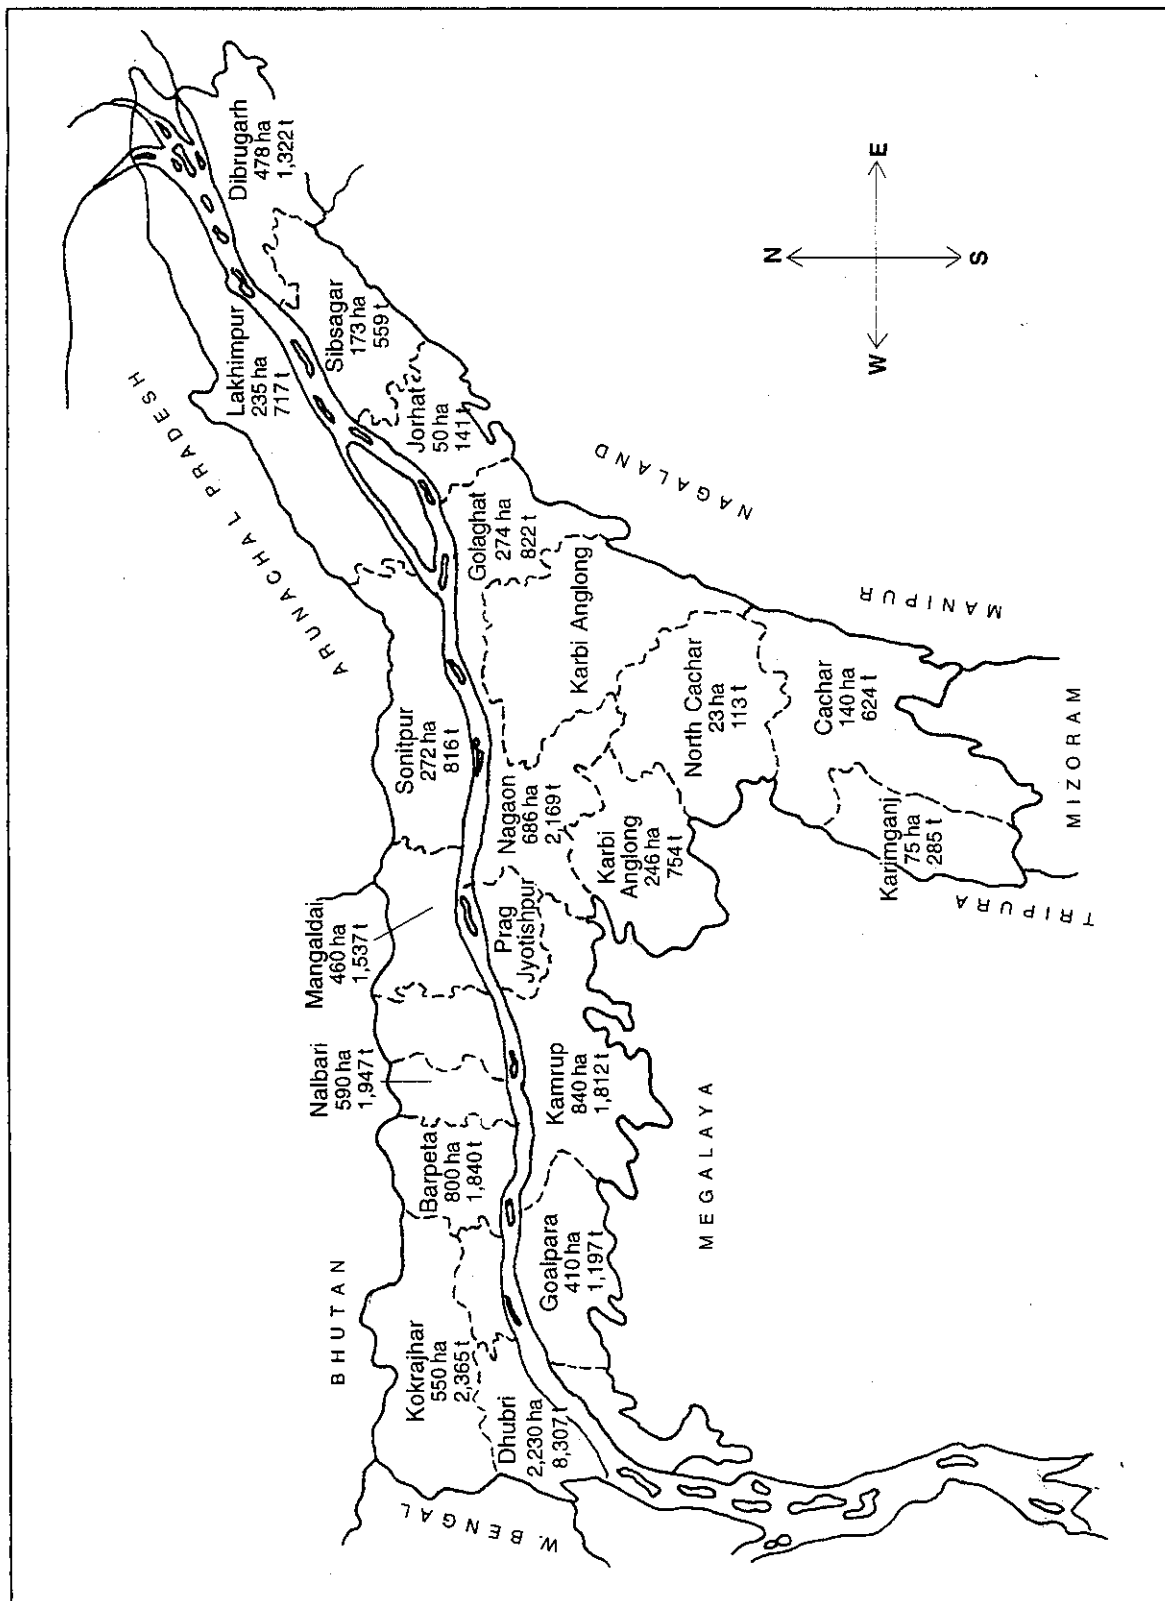 BHUTAN
ARUNACHAL PRADESH
W. BENGAL
Kokrajhar
550 ha
2,365 t
Dhubri
2,230 ha
8,307 t
Barpeta
800 ha
1,840 t
Nalbari
590 ha
1,947 t
Mangaldai
460 ha
1,537 t
Sonitpur
272 ha
816 t
Lakhimpur
235 ha
717 t
Dibrugarh
478 ha
1,322 t
Sibsagar
173 ha
559 t
Jorhat
50 ha
141 t
Golaghat
274 ha
822 t
Goalpara
410 ha
1,197 t
Kamrup
840 ha
1,812 t
Prag
Jyotishpur
Nagaon
686 ha
2,169 t
Karbi
Anglong
246 ha
754 t
Karbi Anglong
North Cachar
23 ha
113 t
Cachar
140 ha
624 t
Karimganj
75 ha
285 t
MEGALAYA
NAGALAND
MANIPUR
MIZORAM
TRIPURA
N
W
E
S